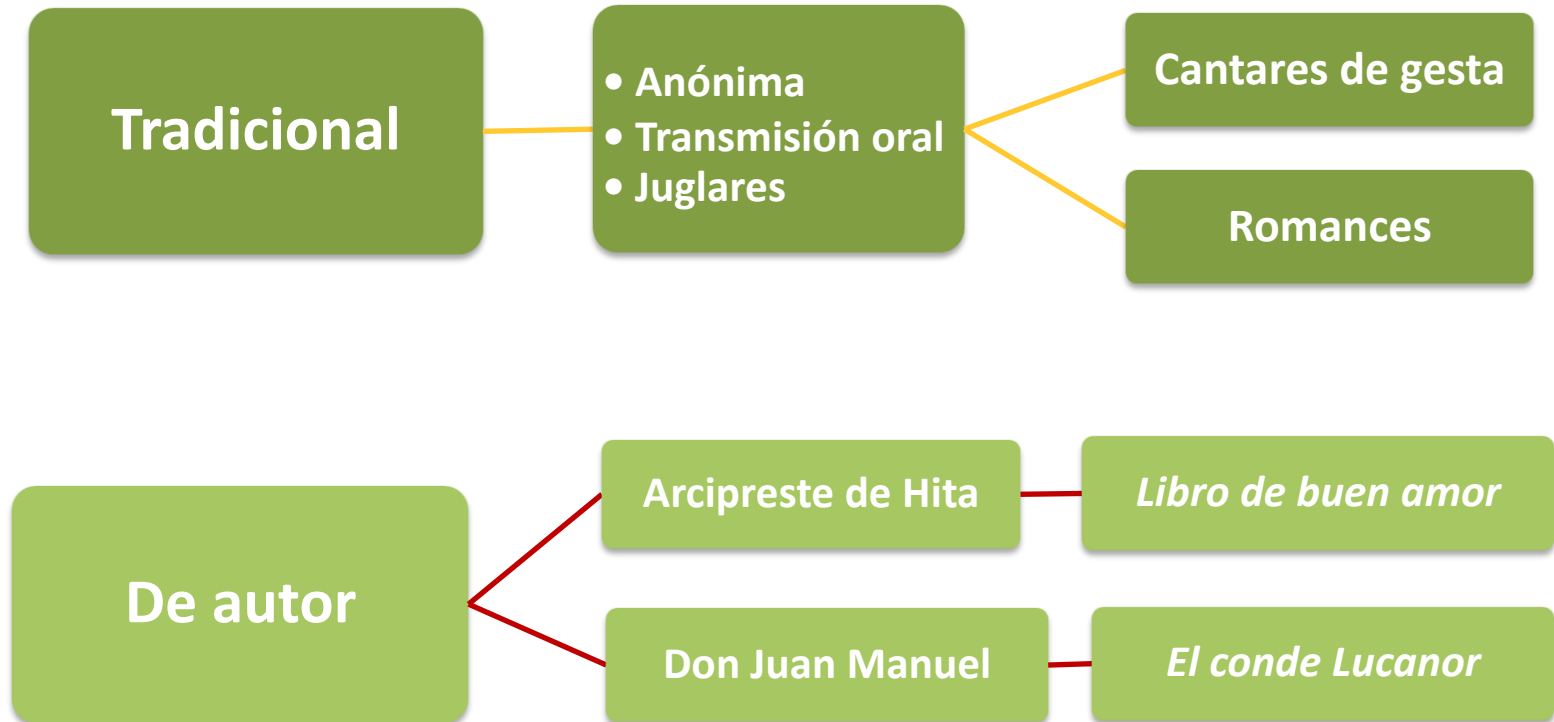 Tradicional
• Anónima
• Transmisión oral
• Juglares
Cantares de gesta
Romances
De autor
Arcipreste de Hita
Libro de buen amor
Don Juan Manuel
El conde Lucanor